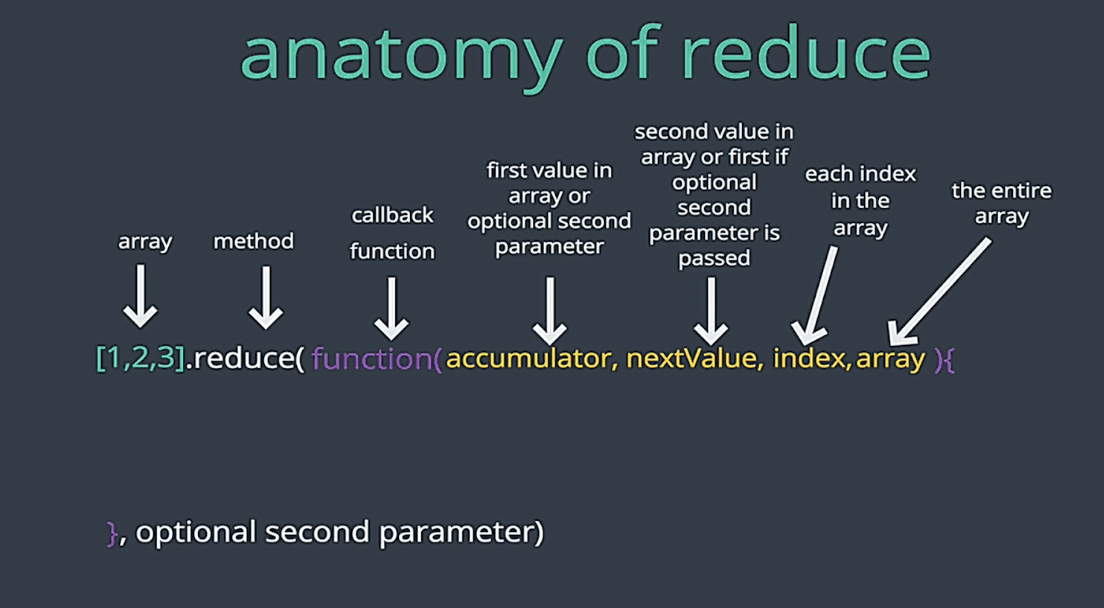 anatomy of reduce
array
method
callback
function
first value in
array or
optional second
parameter
second value in
array or first if
optional
second
parameter is
passed
each index
in the
array
the entire
array
[1,2,3].reduce( function( accumulator, nextValue, index, array ){
}, optional second parameter)